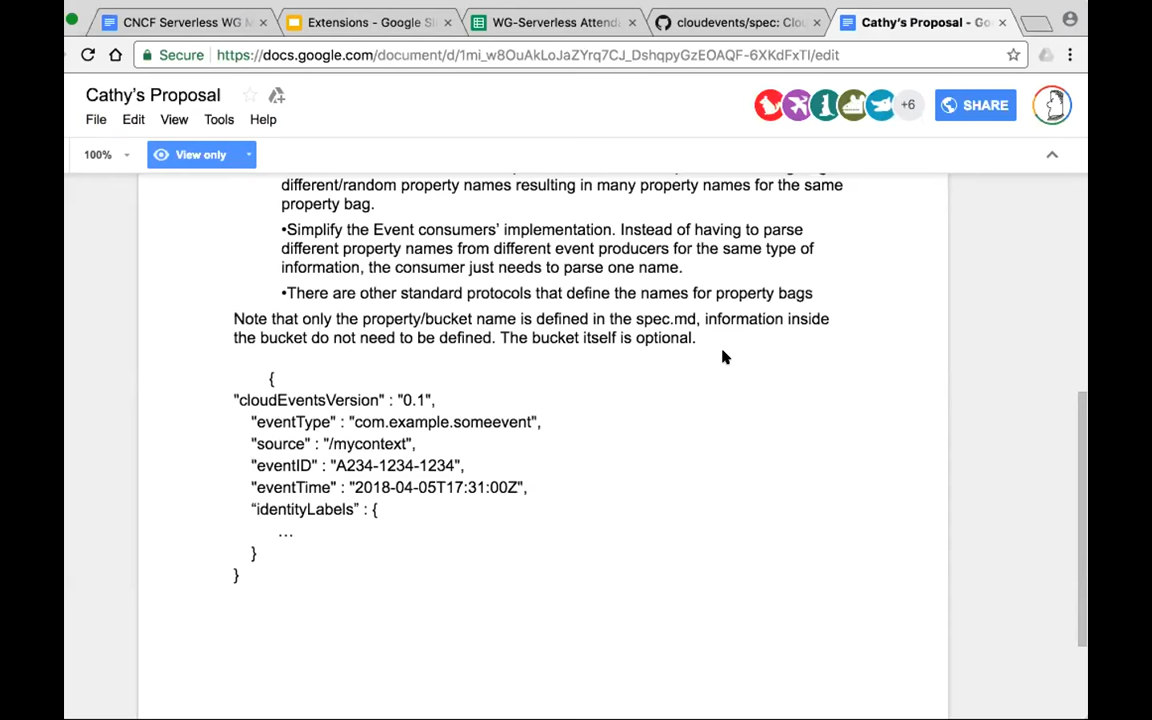 CNCF Serverless WG M
Extensions - Google Sl
WG-Serverless Attend
cloudevents/spec: Clou
Cathy's Proposal - Go
Secure https://docs.google.com/document/d/1mi_w8OuAkLoJaZYrq7CJ_DshqpyGzEOAQF-6XKdFxTI/edit
Cathy's Proposal
+6
SHARE
File Edit View Tools Help
100%
View only
different/random property names resulting in many property names for the same
property bag.
•Simplify the Event consumers' implementation. Instead of having to parse
different property names from different event producers for the same type of
information, the consumer just needs to parse one name.
•There are other standard protocols that define the names for property bags
Note that only the property/bucket name is defined in the spec.md, information inside
the bucket do not need to be defined. The bucket itself is optional.
{
"cloudEventsVersion" : "0.1",
"eventType" : "com.example.someevent",
"source" : "/mycontext",
"eventID" : "A234-1234-1234",
"eventTime" : "2018-04-05T17:31:00Z",
“identityLabels” : {
…
}
}